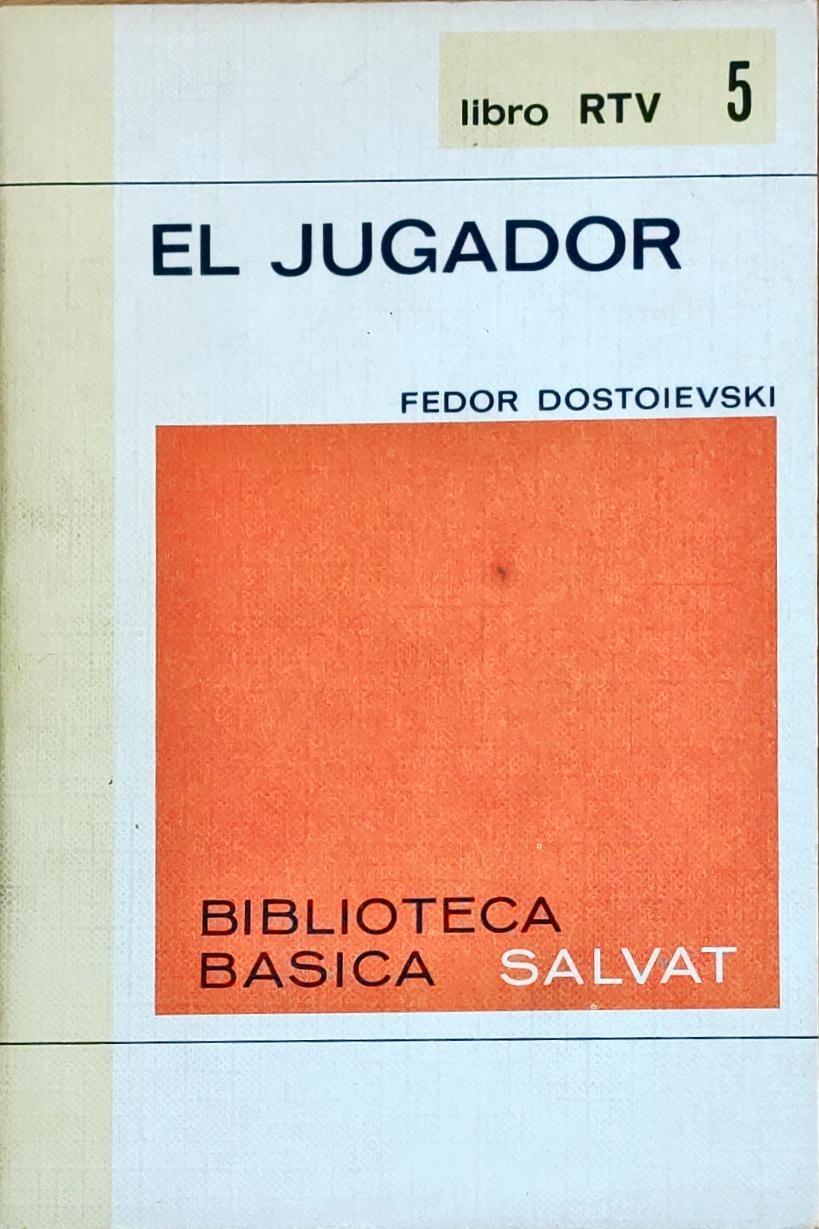 libro RTV 5
EL JUGADOR
FEDOR DOSTOIEVSKI
BIBLIOTECA
BASICA SALVAT